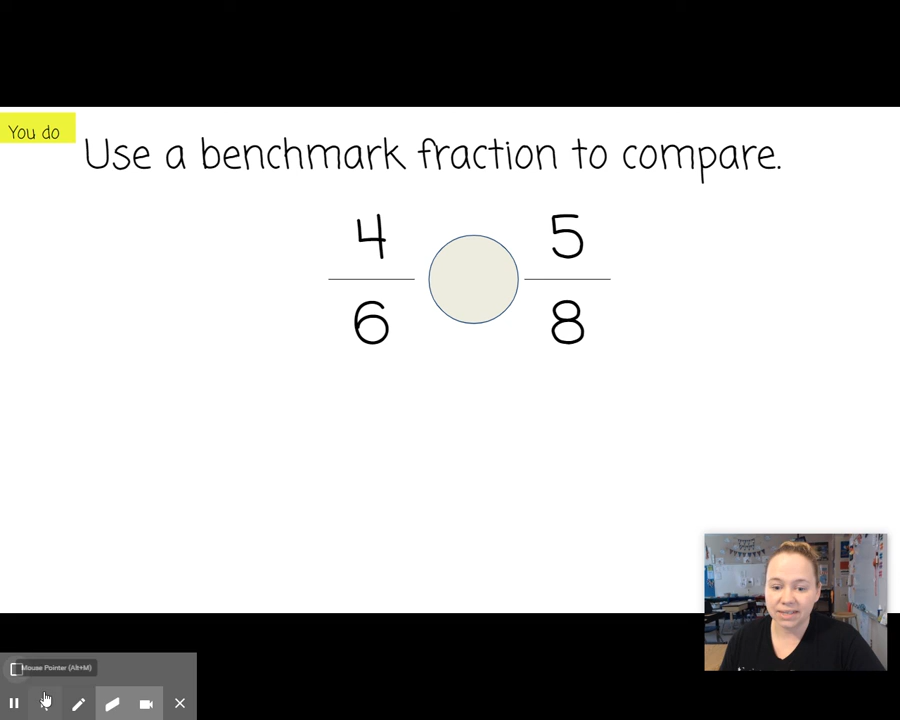 You do
Use a benchmark fraction to compare.
4 5
6 8
Mouse Pointer (Alt+M)